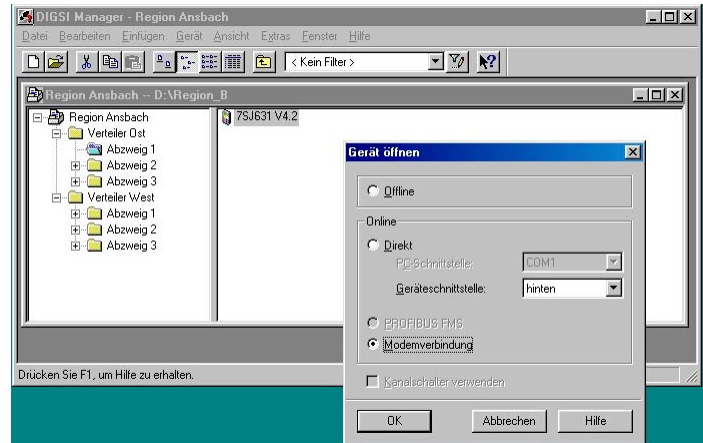 DIGSI Manager - Region Ansbach
Datei Bearbeiten Einfügen Gerät Ansicht Extras Fenster Hilfe
< Kein Filter >
Region Ansbach -- D:\Region_B
Region Ansbach
Verteiler Ost
Abzweig 1
Abzweig 2
Abzweig 3
Verteiler West
Abzweig 1
Abzweig 2
Abzweig 3
7SJ631 V4.2
Gerät öffnen
Offline
Online
Direkt
PC-Schnittstelle: COM1
Geräteschnittstelle: hinten
PROFIBUS FMS
Modemverbindung
Kanalschalter verwenden
OK Abbrechen Hilfe
Drücken Sie F1, um Hilfe zu erhalten.